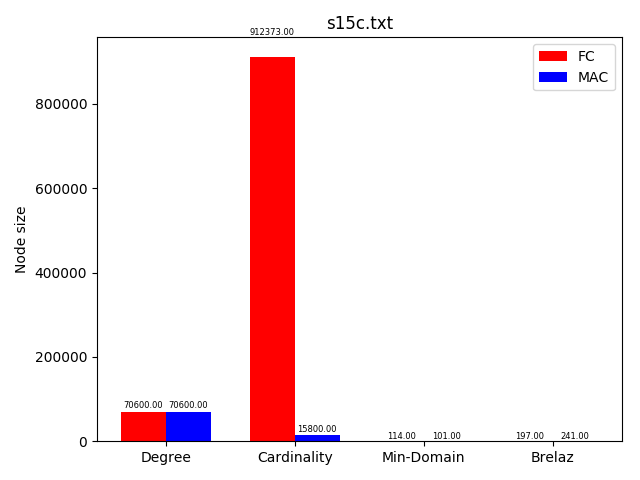 s15c.txt
912373.00
FC
MAC
800000
600000
400000
200000
0
Node size
70600.00
70600.00
15800.00
114.00
101.00
197.00
241.00
Degree
Cardinality
Min-Domain
Brelaz